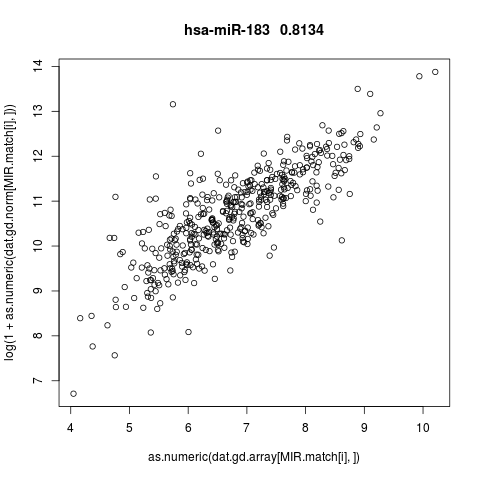 hsa-miR-183 0.8134
log(1 + as.numeric(dat.gd.norm[MIR.match[i], ]))
14
13
12
11
10
9
8
7
4 5 6 7 8 9 10
as.numeric(dat.gd.array[MIR.match[i], ])